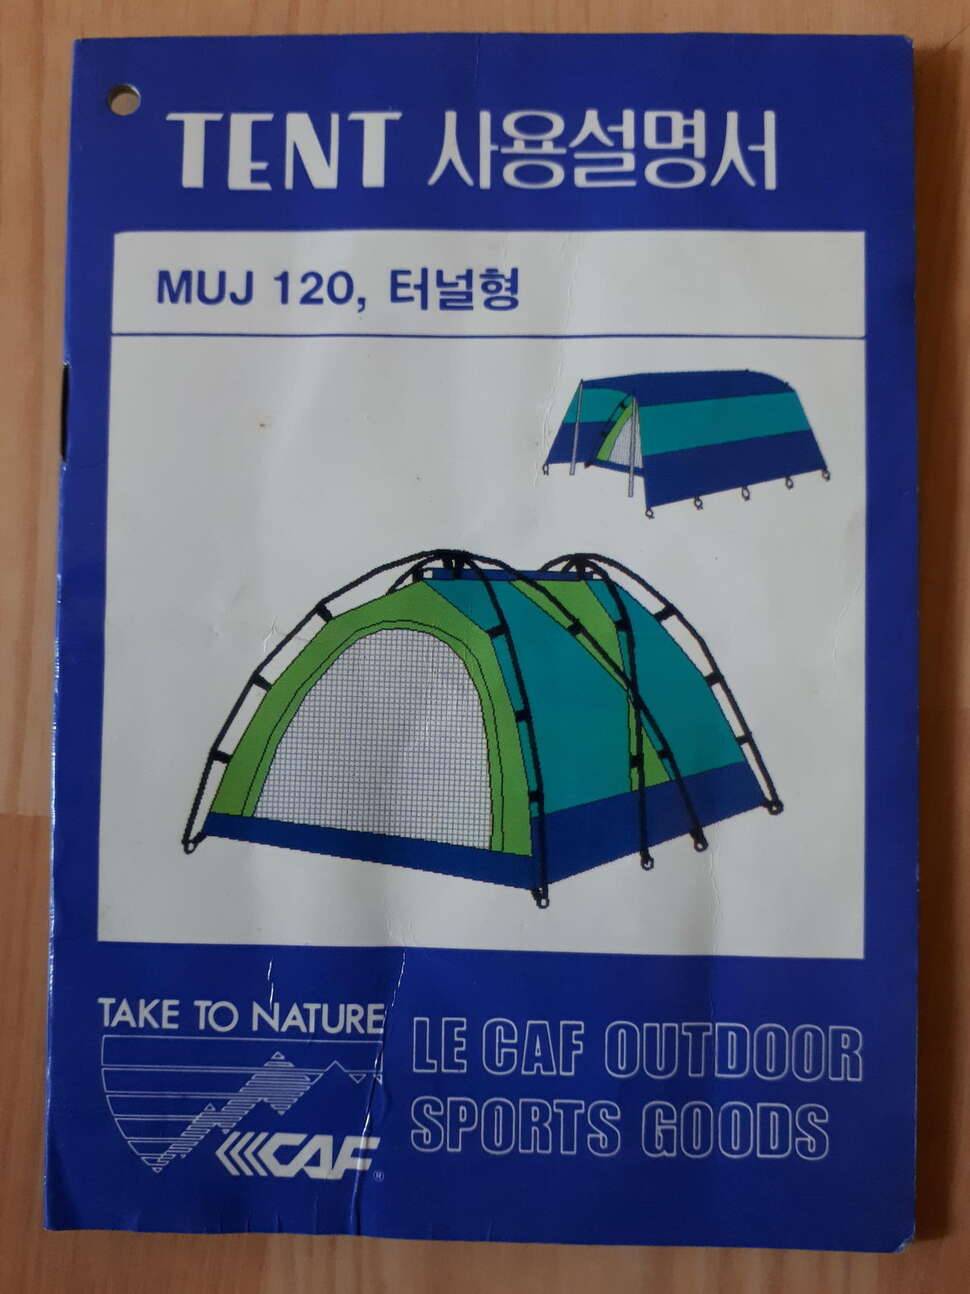 TENT 사용설명서
MUJ 120, 터널형
TAKE TO NATURE
CAF®
LE CAF OUTDOOR
SPORTS GOODS